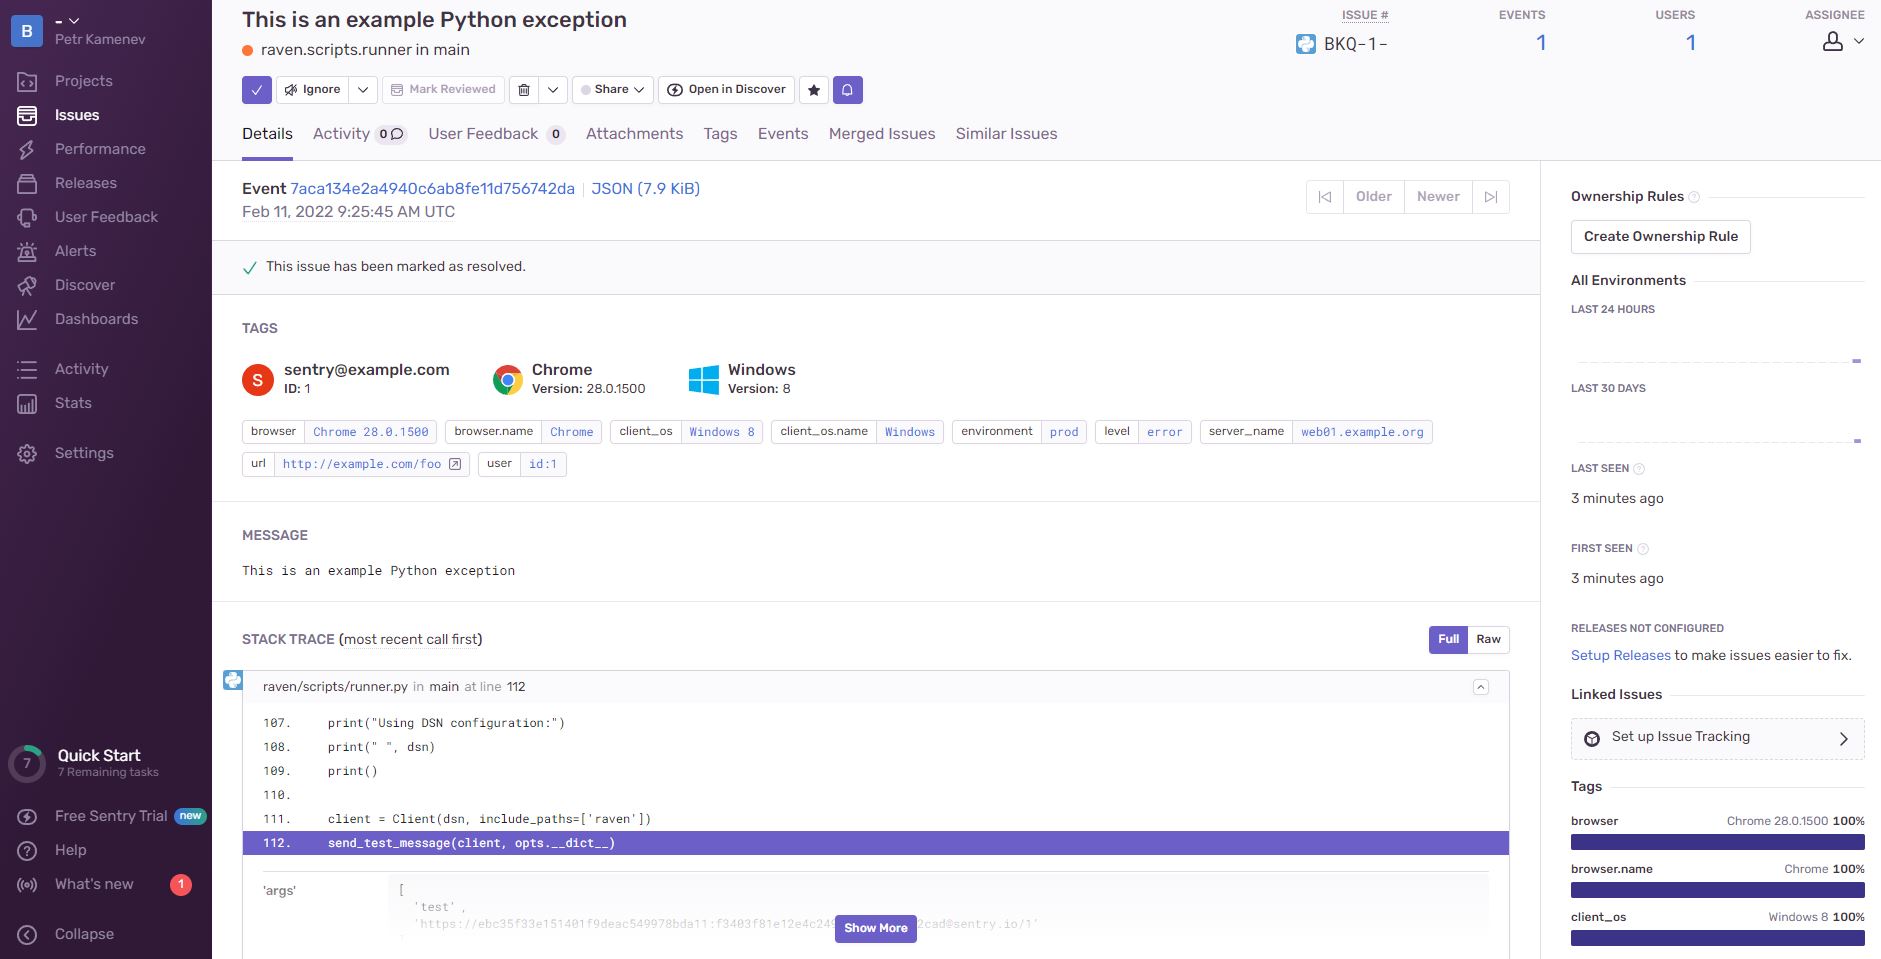 B
-
Petr Kamenev
Projects
Issues
Performance
Releases
User Feedback
Alerts
Discover
Dashboards
Activity
Stats
Settings
7
Quick Start
7 Remaining tasks
Free Sentry Trial new
Help
What's new 1
Collapse
This is an example Python exception
raven.scripts.runner in main
ISSUE # EVENTS USERS ASSIGNEE
BKQ-1- 1 1
Ignore Mark Reviewed Share Open in Discover
Details Activity 0 User Feedback 0 Attachments Tags Events Merged Issues Similar Issues
Event 7aca134e2a4940c6ab8fe11d756742da JSON (7.9 KiB)
Feb 11, 2022 9:25:45 AM UTC
Older Newer
This issue has been marked as resolved.
TAGS
S
sentry@example.com
ID: 1
Chrome
Version: 28.0.1500
Windows
Version: 8
browser Chrome 28.0.1500 browser.name Chrome client_os Windows 8 client_os.name Windows environment prod level error server_name web01.example.org
url http://example.com/foo user id:1
MESSAGE
This is an example Python exception
STACK TRACE (most recent call first)
Full Raw
raven/scripts/runner.py in main at line 112
107. print("Using DSN configuration:")
108. print(" ", dsn)
109. print()
110.
111. client = Client(dsn, include_paths=['raven'])
112. send_test_message(client, opts.__dict__)
'args' [
'test',
'https://ebc35f33e151401f9deac549978bda11:f3403f81e12e4c249 2cad@sentry.io/1'
Show More
Ownership Rules ?
Create Ownership Rule
All Environments
LAST 24 HOURS
LAST 30 DAYS
LAST SEEN ?
3 minutes ago
FIRST SEEN ?
3 minutes ago
RELEASES NOT CONFIGURED
Setup Releases to make issues easier to fix.
Linked Issues
Set up Issue Tracking
Tags
browser Chrome 28.0.1500 100%
browser.name Chrome 100%
client_os Windows 8 100%